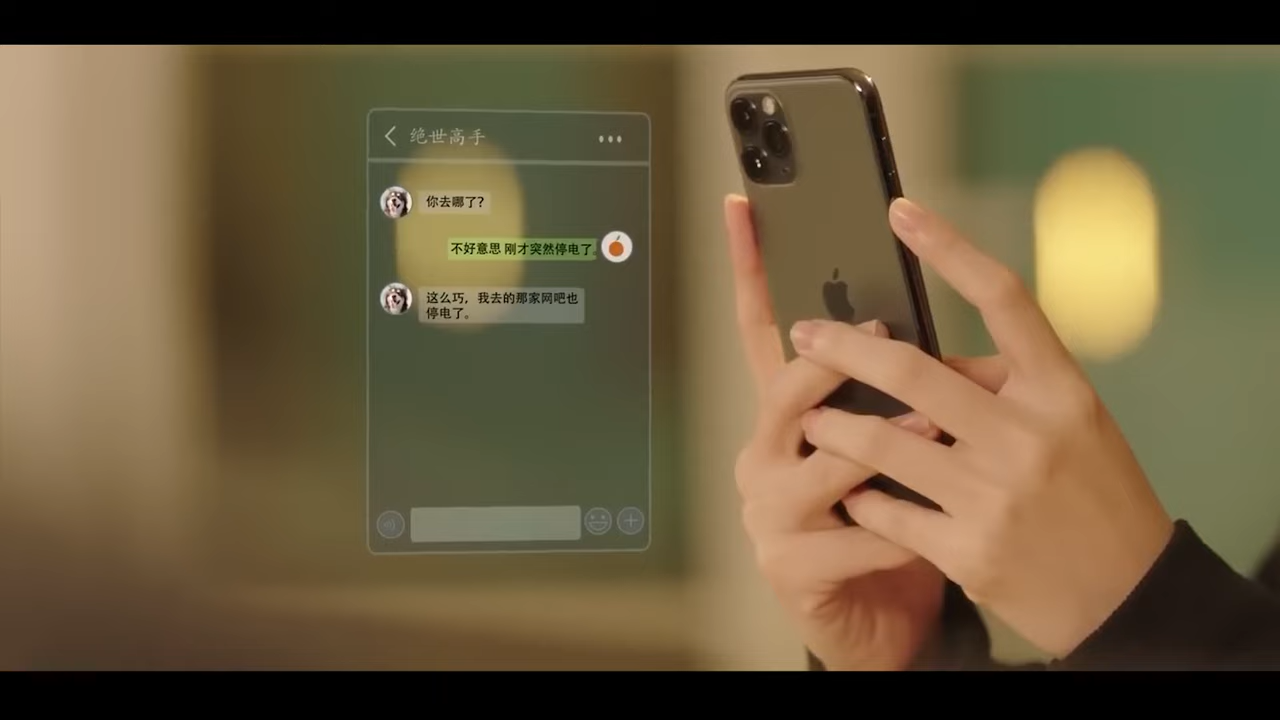 绝世高手
你去哪了?
不好意思 刚才突然停电了。
这么巧，我去的那家网吧也
停电了。